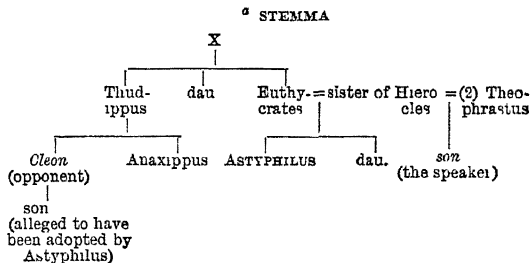 a STEMMA
X
Thud- dau Euthy- = sister of Hiero = (2) Theo-
ippus crates cles phrastus
Cleon Anaxippus ASTYPHILUS dau. son
(opponent) (the speaker)
son
(alleged to have
been adopted by
Astyphilus)